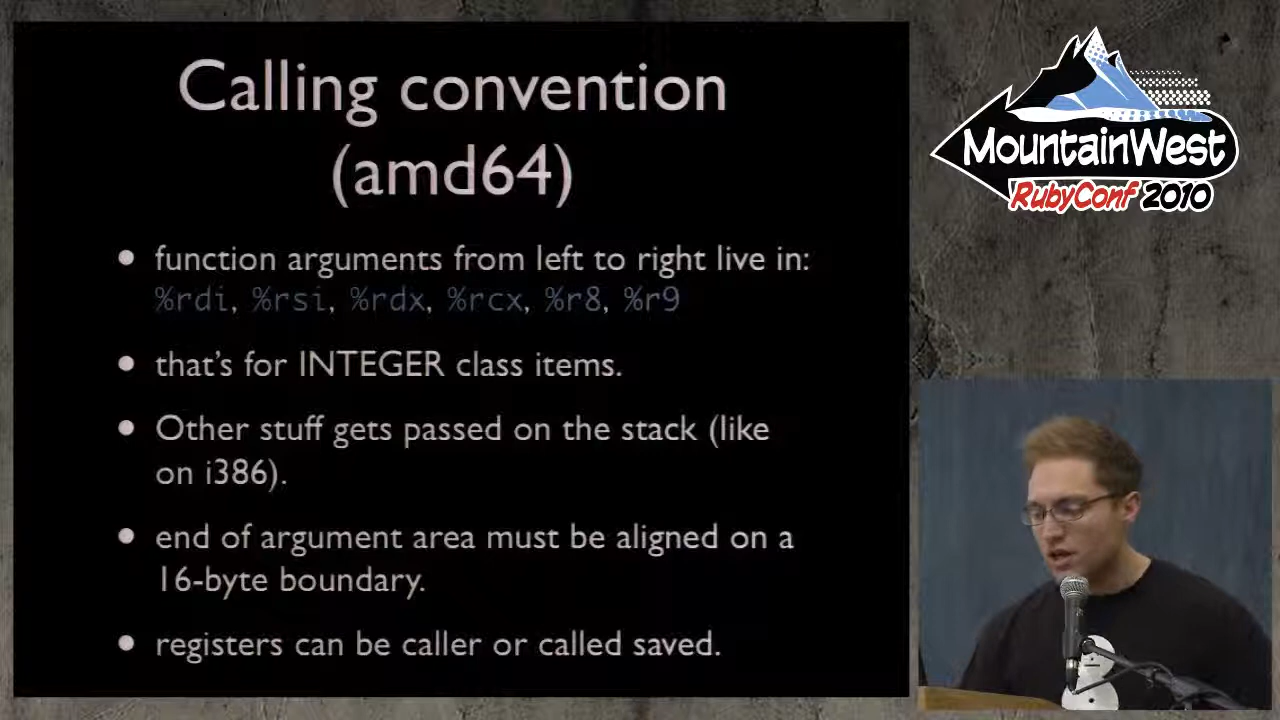 Calling convention
(amd64)
• function arguments from left to right live in:
%rdi, %rsi, %rdx, %rcx, %r8, %r9
• that's for INTEGER class items.
• Other stuff gets passed on the stack (like
on i386).
• end of argument area must be aligned on a
16-byte boundary.
• registers can be caller or called saved.
MountainWest
RubyConf 2010